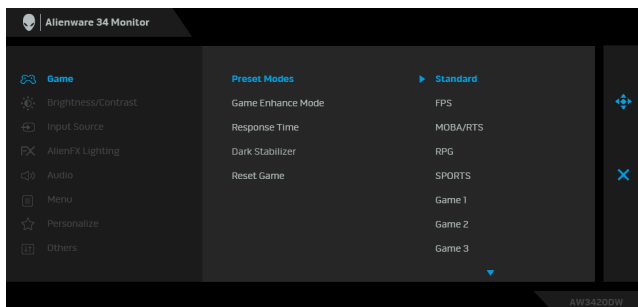 Alienware 34 Monitor
Game
Preset Modes
Standard
Brightness/Contrast
Game Enhance Mode
FPS
Input Source
Response Time
MOBA/RTS
AlienFX Lighting
Dark Stabilizer
RPG
Audio
Reset Game
SPORTS
Menu
Game 1
Personalize
Game 2
Others
Game 3
AW3420DW